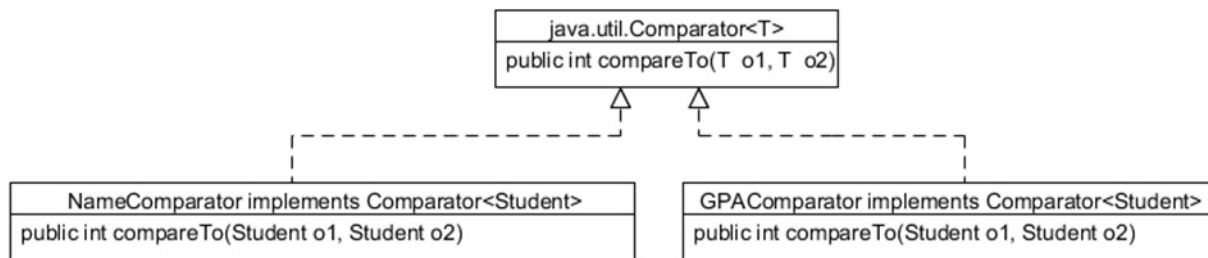 java.util.Comparator<T>
public int compareTo(T o1, T o2)
NameComparator implements Comparator<Student>
public int compareTo(Student o1, Student o2)
GPAComparator implements Comparator<Student>
public int compareTo(Student o1, Student o2)